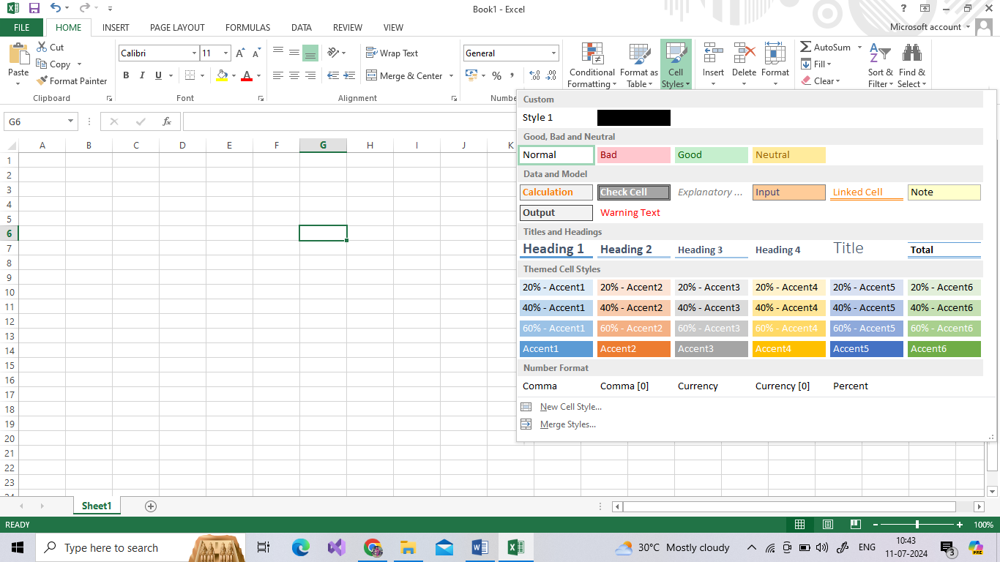 Book1 - Excel
FILE HOME INSERT PAGE LAYOUT FORMULAS DATA REVIEW VIEW Microsoft account
Paste
Cut
Copy
Format Painter
Clipboard
Calibri 11
B I U A
Font
Wrap Text
Merge & Center
Alignment
General
%
Conditional Formatting
Format as Table
Cell Styles
Insert
Delete
Format
AutoSum
Fill
Clear
Sort & Filter
Find & Select
G6
fx
A B C D E F G H I J K
1
2
3
4
5
6
7
8
9
10
11
12
13
14
15
16
17
18
19
20
21
22
23
Custom
Style 1
Good, Bad and Neutral
Normal Bad Good Neutral
Data and Model
Calculation Check Cell Explanatory ... Input Linked Cell Note
Output Warning Text
Titles and Headings
Heading 1 Heading 2 Heading 3 Heading 4 Title Total
Themed Cell Styles
20% - Accent1 20% - Accent2 20% - Accent3 20% - Accent4 20% - Accent5 20% - Accent6
40% - Accent1 40% - Accent2 40% - Accent3 40% - Accent4 40% - Accent5 40% - Accent6
60% - Accent1 60% - Accent2 60% - Accent3 60% - Accent4 60% - Accent5 60% - Accent6
Accent1 Accent2 Accent3 Accent4 Accent5 Accent6
Number Format
Comma Comma [0] Currency Currency [0] Percent
New Cell Style...
Merge Styles...
Sheet1
READY 100%
Type here to search
30°C Mostly cloudy ENG
10:43
11-07-2024
3
PRE